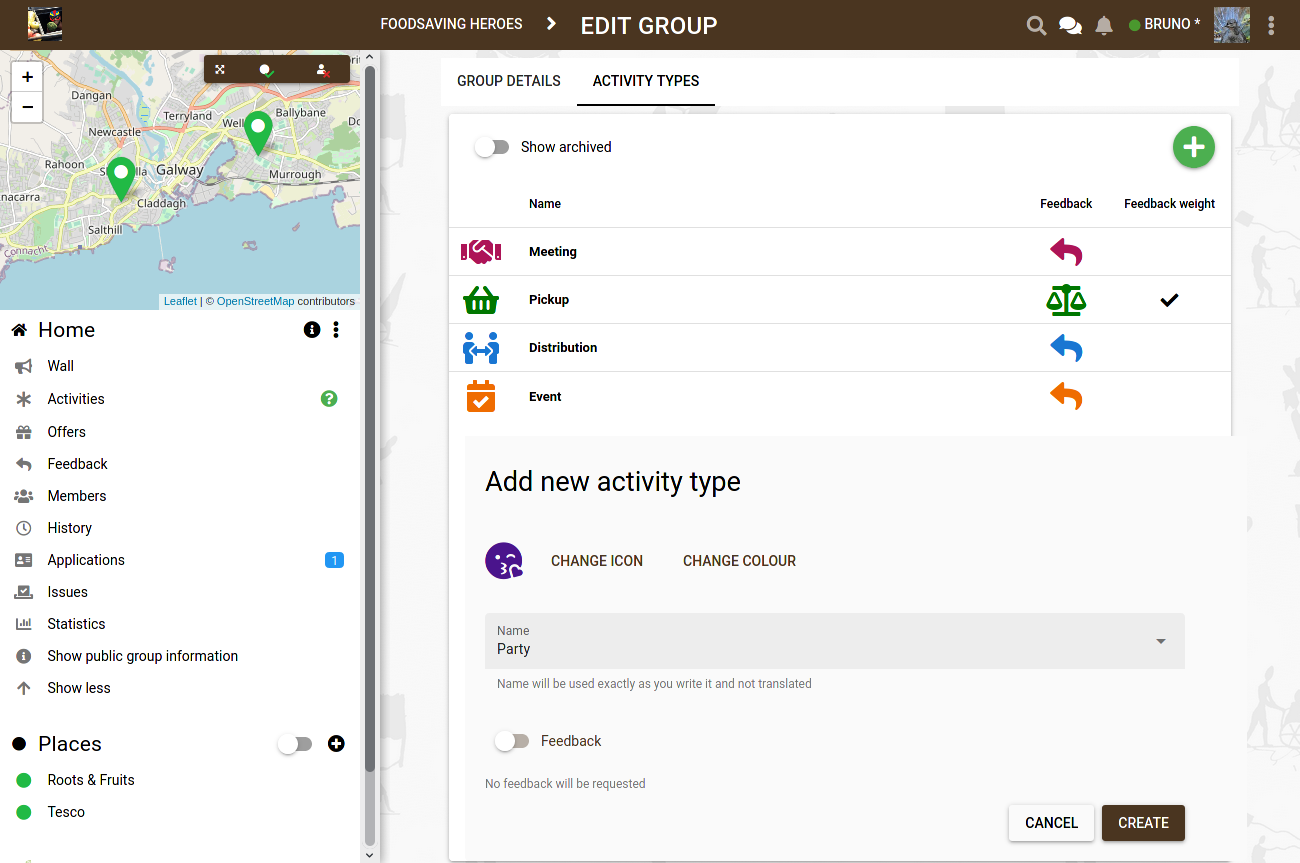 FOODSAVING HEROES
EDIT GROUP
BRUNO *
+
−
Dangan
Terryland
Ballybane
Newcastle
Rahoon
Galway
Murrough
Claddagh
Salthill
Connacht
Leaflet | © OpenStreetMap contributors
Home
Wall
Activities
Offers
Feedback
Members
History
Applications 1
Issues
Statistics
Show public group information
Show less
Places
Roots & Fruits
Tesco
GROUP DETAILS ACTIVITY TYPES
Show archived
Name Feedback Feedback weight
Meeting
Pickup
Distribution
Event
Add new activity type
CHANGE ICON CHANGE COLOUR
Name
Party
Name will be used exactly as you write it and not translated
Feedback
No feedback will be requested
CANCEL CREATE